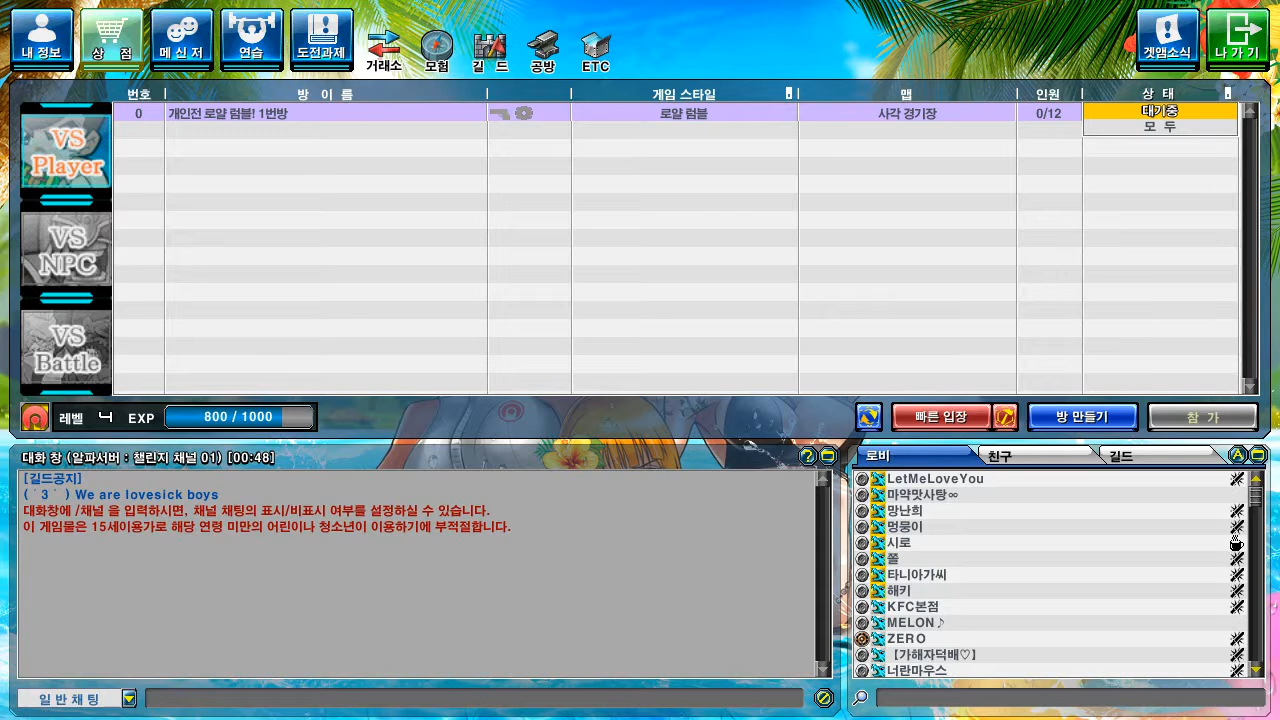 내 정보
상 점
메 신 저
연습
도전과제
거래소
모험
길 드
공방
ETC
겟앰소식
나 가 기
번호 방 이 름 게임 스타일 맵 인원 상 태
0 개인전 로얄 럼블! 1번방 로얄 럼블 사각 경기장 0/12 대기중
모 두
VS Player
VS NPC
VS Battle
레벨 4 EXP 800 / 1000
빠른 입장
방 만들기
참 가
대화 창 (알파서버 : 챌린지 채널 01) [00:48]
[길드공지]
( ˙3˙ ) We are lovesick boys
대화창에 /채널 을 입력하시면, 채널 채팅의 표시/비표시 여부를 설정하실 수 있습니다.
이 게임물은 15세이용가로 해당 연령 미만의 어린이나 청소년이 이용하기에 부적절합니다.
일 반 채 팅
로비 친구 길드
LetMeLoveYou
마약맛사탕∞
망난희
멍뭉이
시로
쫄
타니아가씨
해키
KFC본점
MELON♪
ZERO
【가해자덕배♡】
너란마우스